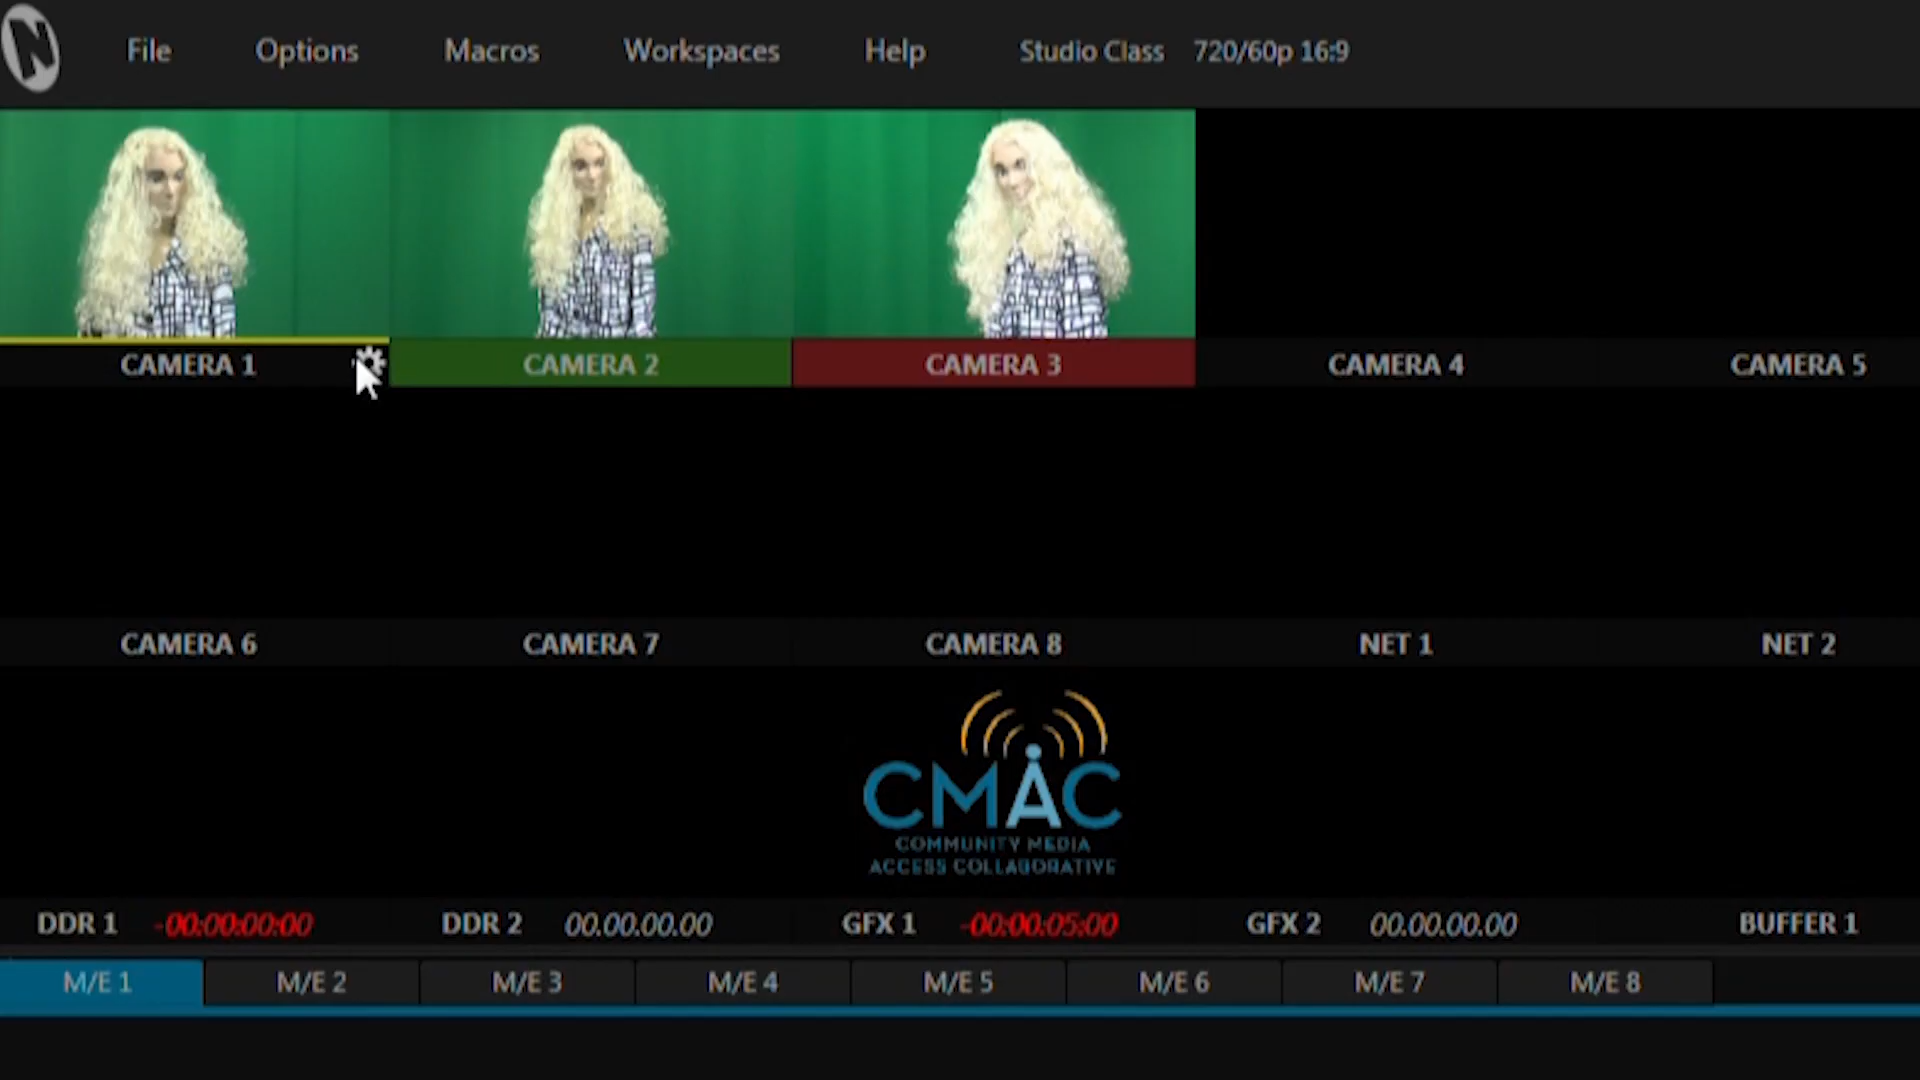 N File Options Macros Workspaces Help Studio Class 720/60p 16:9
CAMERA 1 CAMERA 2 CAMERA 3 CAMERA 4 CAMERA 5
CAMERA 6 CAMERA 7 CAMERA 8 NET 1 NET 2
CMAC
COMMUNITY MEDIA
ACCESS COLLABORATIVE
DDR 1 -00:00:00:00 DDR 2 00.00.00.00 GFX 1 -00:00:05:00 GFX 2 00.00.00.00 BUFFER 1
M/E 1 M/E 2 M/E 3 M/E 4 M/E 5 M/E 6 M/E 7 M/E 8